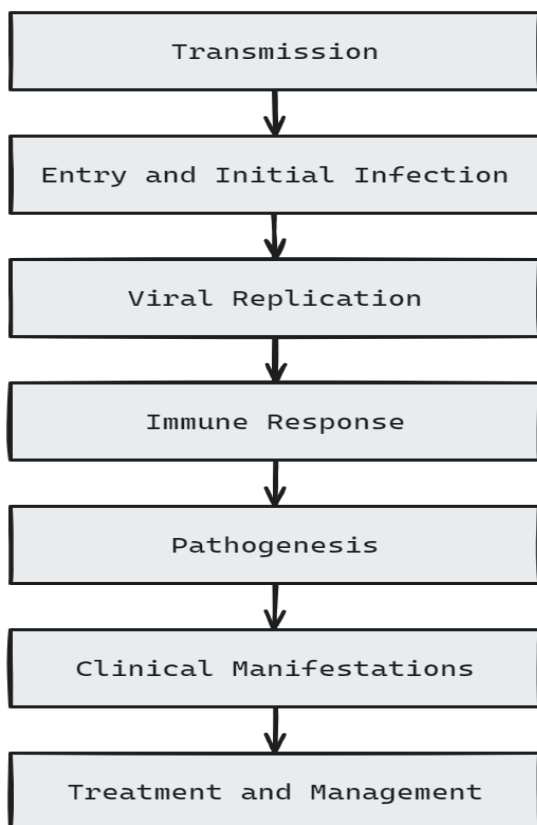 Transmission
Entry and Initial Infection
Viral Replication
Immune Response
Pathogenesis
Clinical Manifestations
Treatment and Management